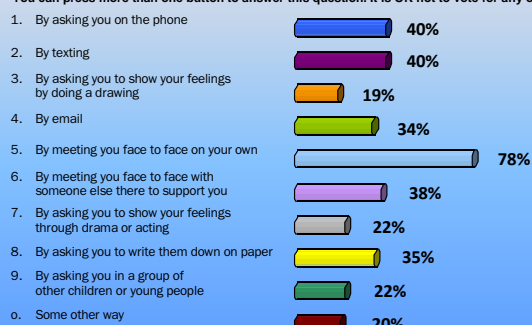 You can press more than one button to answer this question. It is OK not to vote for any o
1. By asking you on the phone 40%
2. By texting 40%
3. By asking you to show your feelings
by doing a drawing 19%
4. By email 34%
5. By meeting you face to face on your own 78%
6. By meeting you face to face with
someone else there to support you 38%
7. By asking you to show your feelings
through drama or acting 22%
8. By asking you to write them down on paper 35%
9. By asking you in a group of
other children or young people 22%
0. Some other way 20%